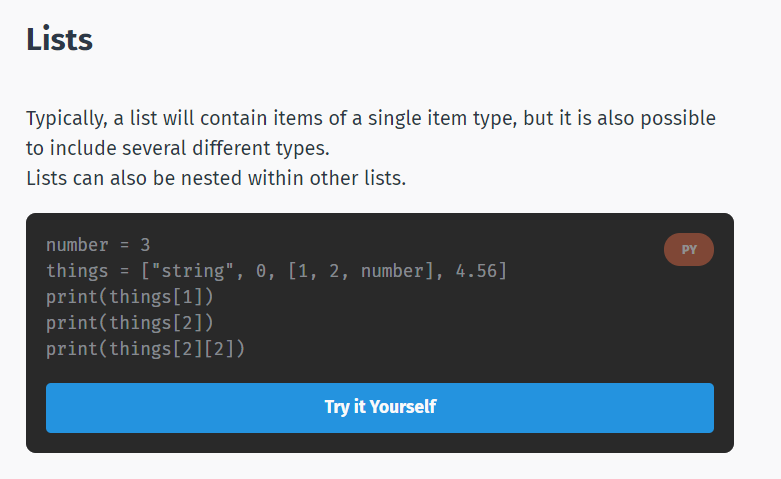 Lists
Typically, a list will contain items of a single item type, but it is also possible
to include several different types.
Lists can also be nested within other lists.
number = 3
PY
things = ["string", 0, [1, 2, number], 4.56]
print(things[1])
print(things[2])
print(things[2][2])
Try it Yourself